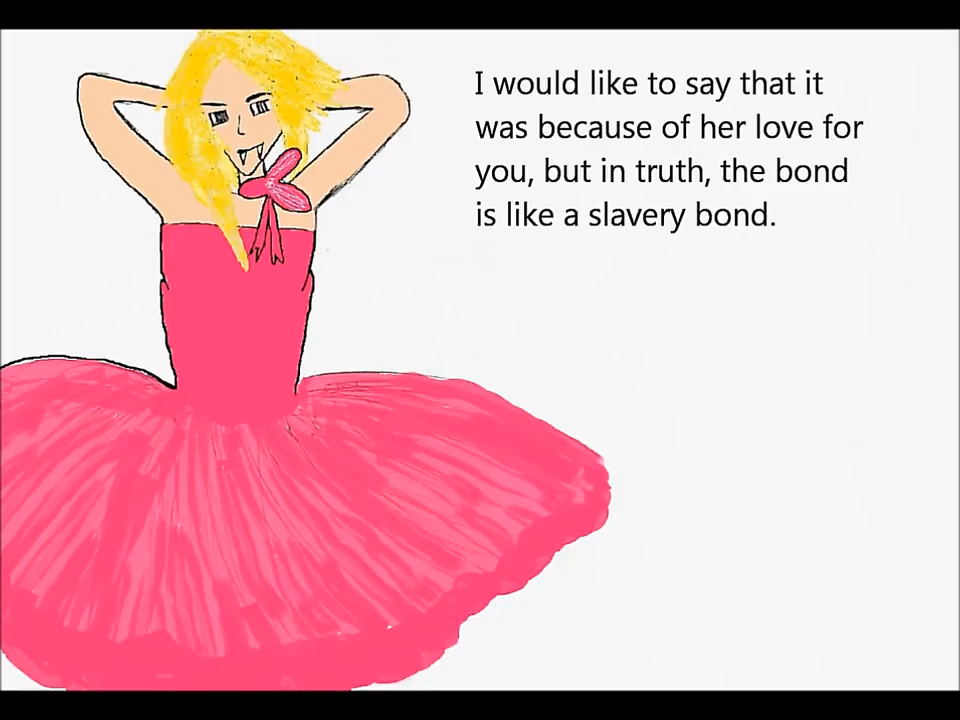 I would like to say that it
was because of her love for
you, but in truth, the bond
is like a slavery bond.